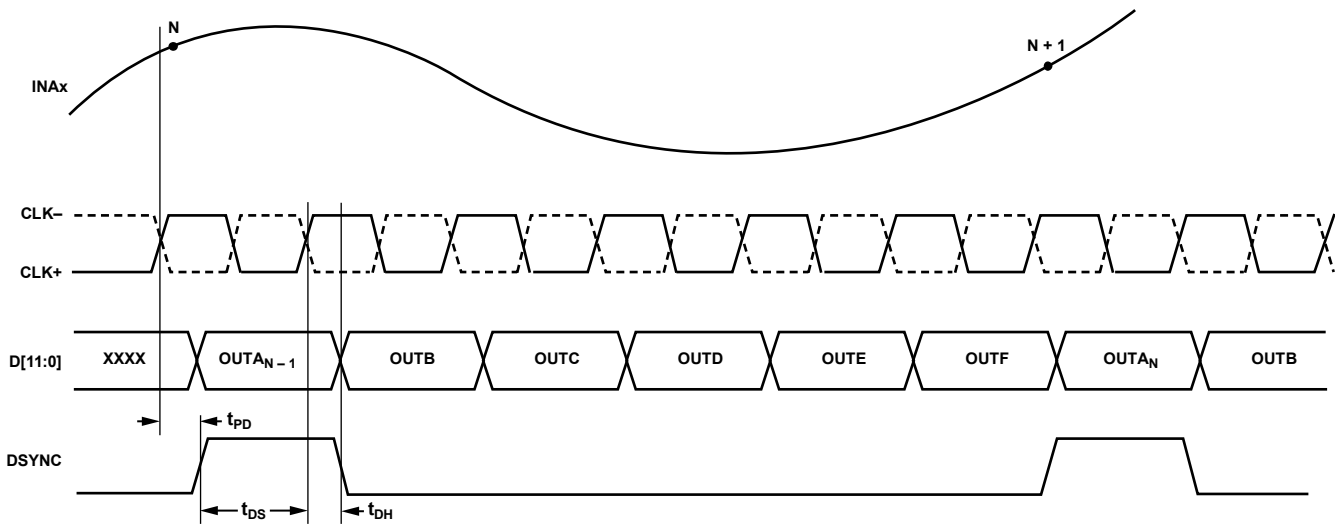 N
N + 1
INAx
CLK–
CLK+
D[11:0]
XXXX
OUTAN – 1
OUTB
OUTC
OUTD
OUTE
OUTF
OUTAN
OUTB
tPD
DSYNC
tDS
tDH